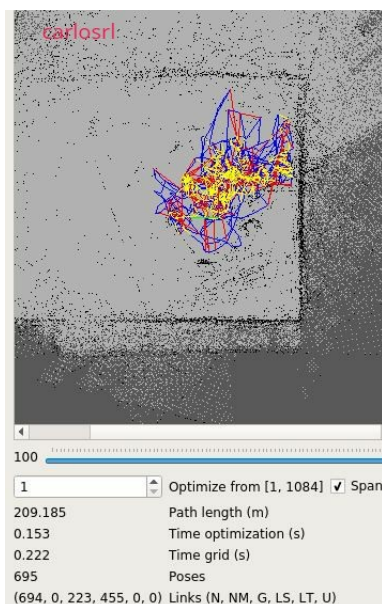 carlosrl
100
1 Optimize from [1, 1084] Span
209.185 Path length (m)
0.153 Time optimization (s)
0.222 Time grid (s)
695 Poses
(694, 0, 223, 455, 0, 0) Links (N, NM, G, LS, LT, U)